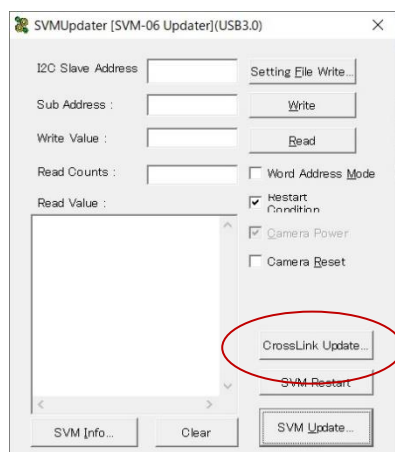 SVMUpdater [SVM-06 Updater](USB3.0)
I2C Slave Address
Setting File Write...
Sub Address :
Write
Write Value :
Read
Read Counts :
Word Address Mode
Read Value :
Restart
Condition
Camera Power
Camera Reset
CrossLink Update...
SVM Restart
SVM Info...
Clear
SVM Update...